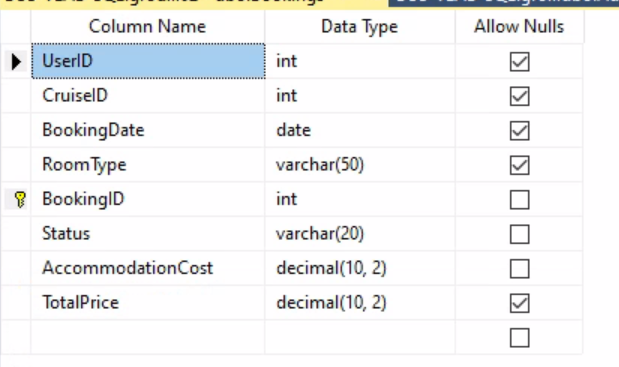 Column Name Data Type Allow Nulls
UserID int
CruiseID int
BookingDate date
RoomType varchar(50)
BookingID int
Status varchar(20)
AccommodationCost decimal(10, 2)
TotalPrice decimal(10, 2)